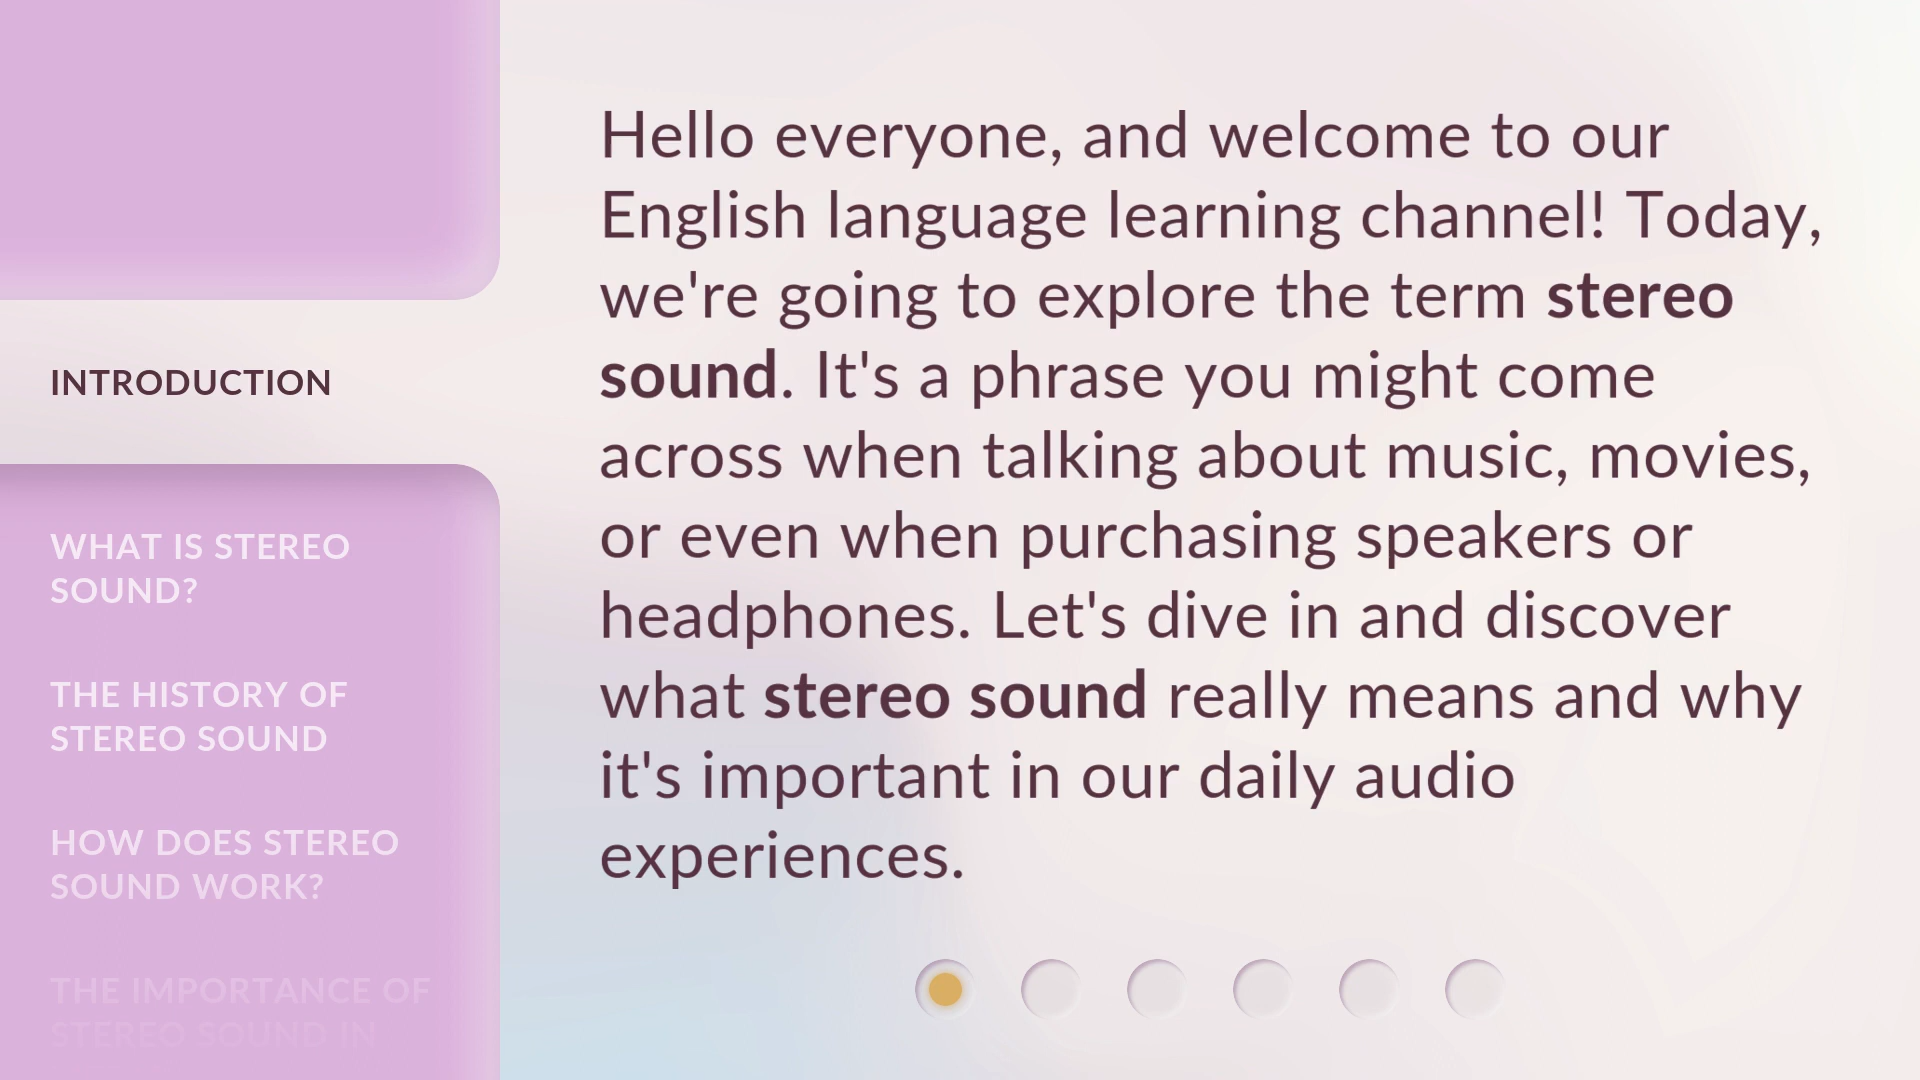 INTRODUCTION
WHAT IS STEREO
SOUND?
THE HISTORY OF
STEREO SOUND
HOW DOES STEREO
SOUND WORK?
THE IMPORTANCE OF
STEREO SOUND IN
Hello everyone, and welcome to our
English language learning channel! Today,
we're going to explore the term stereo
sound. It's a phrase you might come
across when talking about music, movies,
or even when purchasing speakers or
headphones. Let's dive in and discover
what stereo sound really means and why
it's important in our daily audio
experiences.